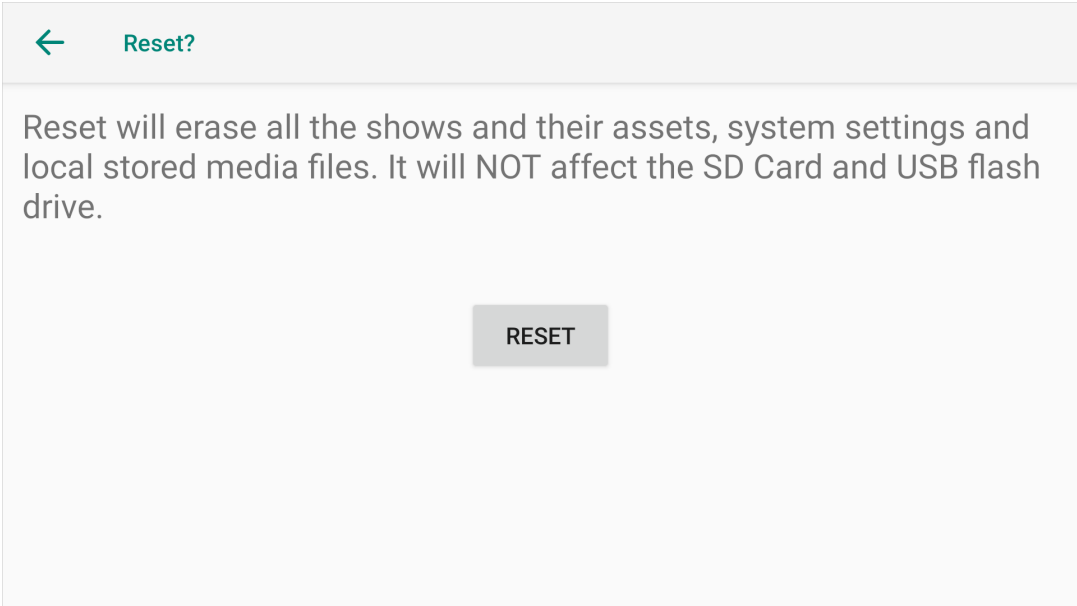 Reset?
Reset will erase all the shows and their assets, system settings and
local stored media files. It will NOT affect the SD Card and USB flash
drive.
RESET